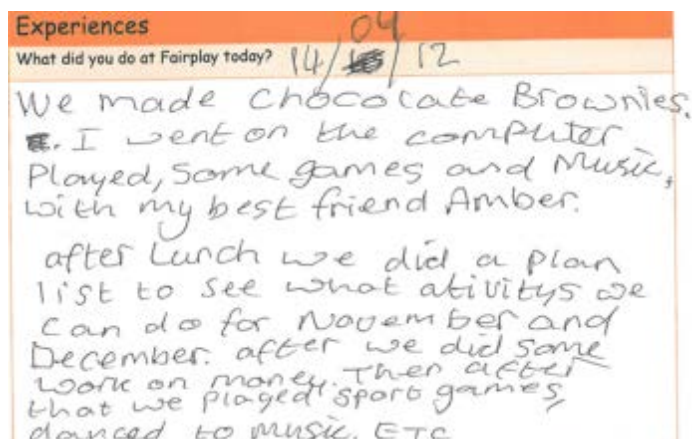 Experiences
What did you do at Fairplay today? 14/04/12
We made Chococate Brownies.
. I went on the computer
Played, Some games and Music,
with my best friend Amber.
after Lunch we did a plan
list to see what ativitys we
can do for November and
December. after we did some
work on money. Then after
that we played sport games,
danced to music. ETC